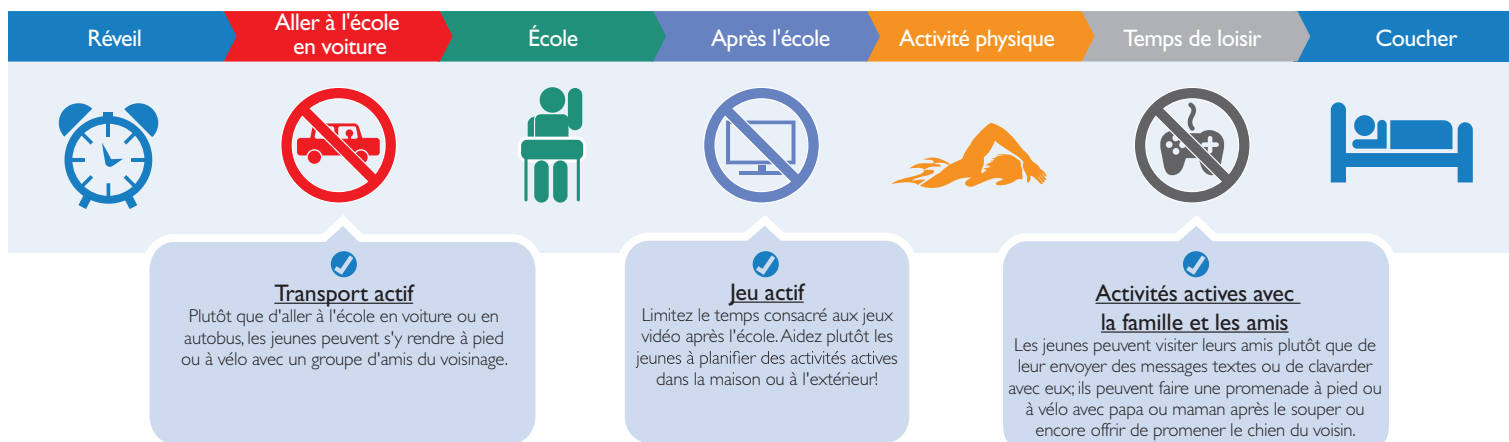 Réveil
Aller à l'école
en voiture
École
Après l'école
Activité physique
Temps de loisir
Coucher
Transport actif
Plutôt que d'aller à l'école en voiture ou en
autobus, les jeunes peuvent s'y rendre à pied
ou à vélo avec un groupe d'amis du voisinage.
Jeu actif
Limitez le temps consacré aux jeux
vidéo après l'école. Aidez plutôt les
jeunes à planifier des activités actives
dans la maison ou à l'extérieur!
Activités actives avec
la famille et les amis
Les jeunes peuvent visiter leurs amis plutôt que de
leur envoyer des messages textes ou de clavarder
avec eux; ils peuvent faire une promenade à pied ou
à vélo avec papa ou maman après le souper ou
encore offrir de promener le chien du voisin.